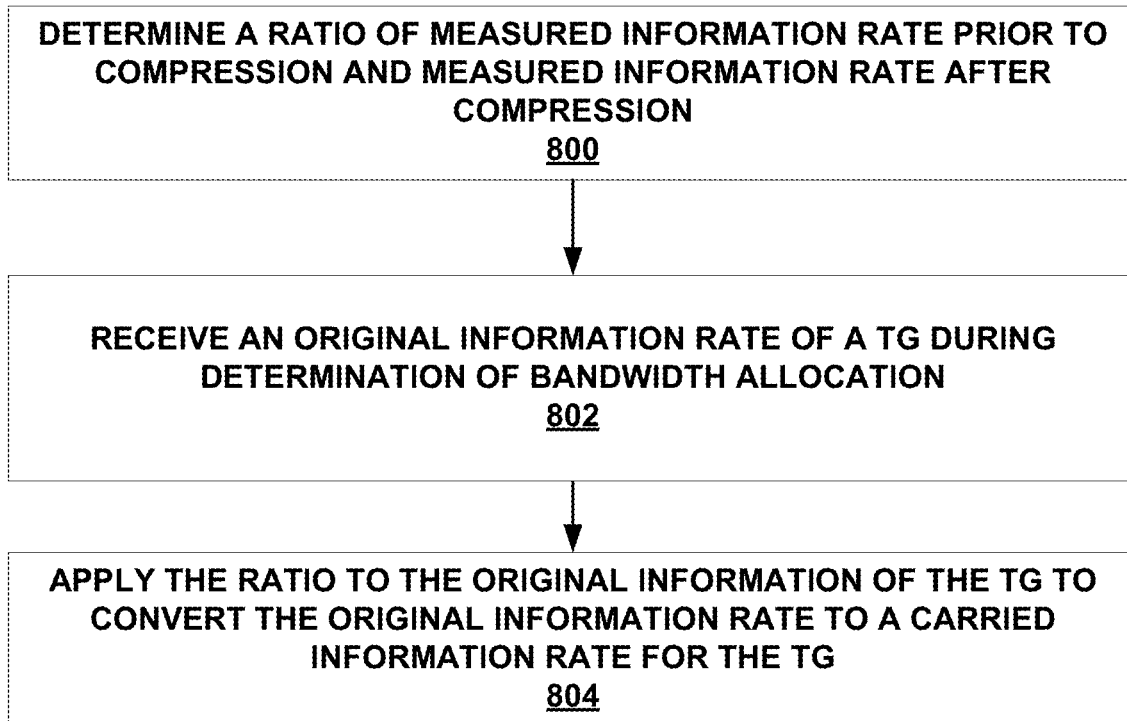 DETERMINE A RATIO OF MEASURED INFORMATION RATE PRIOR TO
COMPRESSION AND MEASURED INFORMATION RATE AFTER
COMPRESSION
800
RECEIVE AN ORIGINAL INFORMATION RATE OF A TG DURING
DETERMINATION OF BANDWIDTH ALLOCATION
802
APPLY THE RATIO TO THE ORIGINAL INFORMATION OF THE TG TO
CONVERT THE ORIGINAL INFORMATION RATE TO A CARRIED
INFORMATION RATE FOR THE TG
804